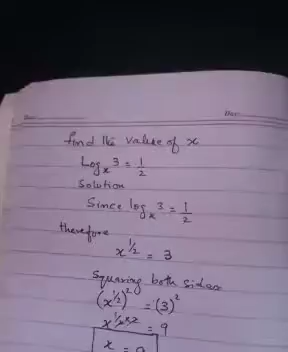 find the value of x
Log_x 3 = 1/2
Solution
Since log_x 3 = 1/2
therefore
x^1/2 = 3
Squaring both sides
(x^1/2)^2 = (3)^2
x^1/2×2 = 9
x = 9